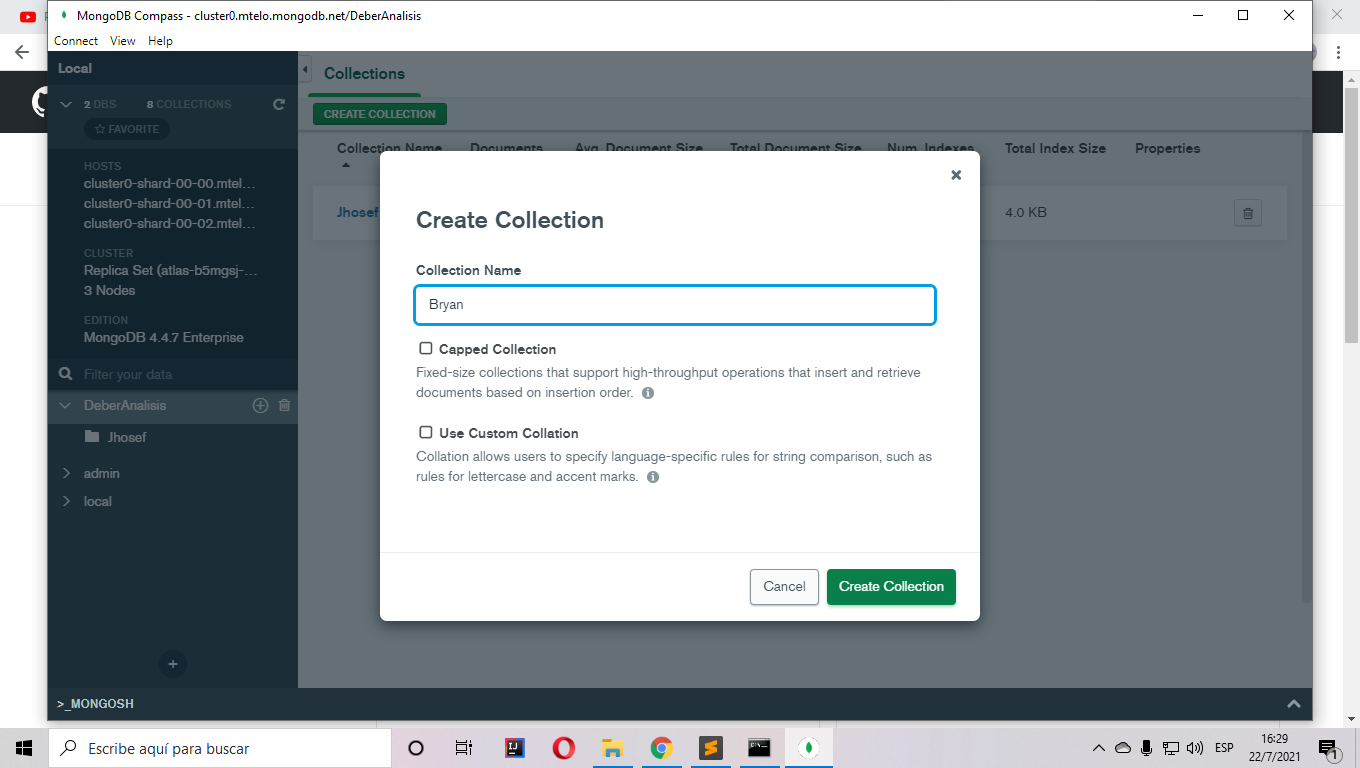 MongoDB Compass - cluster0.mtelo.mongodb.net/DeberAnalisis
Connect View Help
Local
2 DBS 8 COLLECTIONS
FAVORITE
HOSTS
cluster0-shard-00-00.mtel...
cluster0-shard-00-01.mtel...
cluster0-shard-00-02.mtel...
CLUSTER
Replica Set (atlas-b5mgsj-...
3 Nodes
EDITION
MongoDB 4.4.7 Enterprise
Filter your data
DeberAnalisis
Jhosef
admin
local
Collections
CREATE COLLECTION
Collection Name Documents Avg. Document Size Total Document Size Num. Indexes Total Index Size Properties
Jhosef 4.0 KB
Create Collection
Collection Name
Bryan
Capped Collection
Fixed-size collections that support high-throughput operations that insert and retrieve
documents based on insertion order.
Use Custom Collation
Collation allows users to specify language-specific rules for string comparison, such as
rules for lettercase and accent marks.
Cancel Create Collection
>_MONGOSH
Escribe aquí para buscar
ESP
16:29
22/7/2021
1